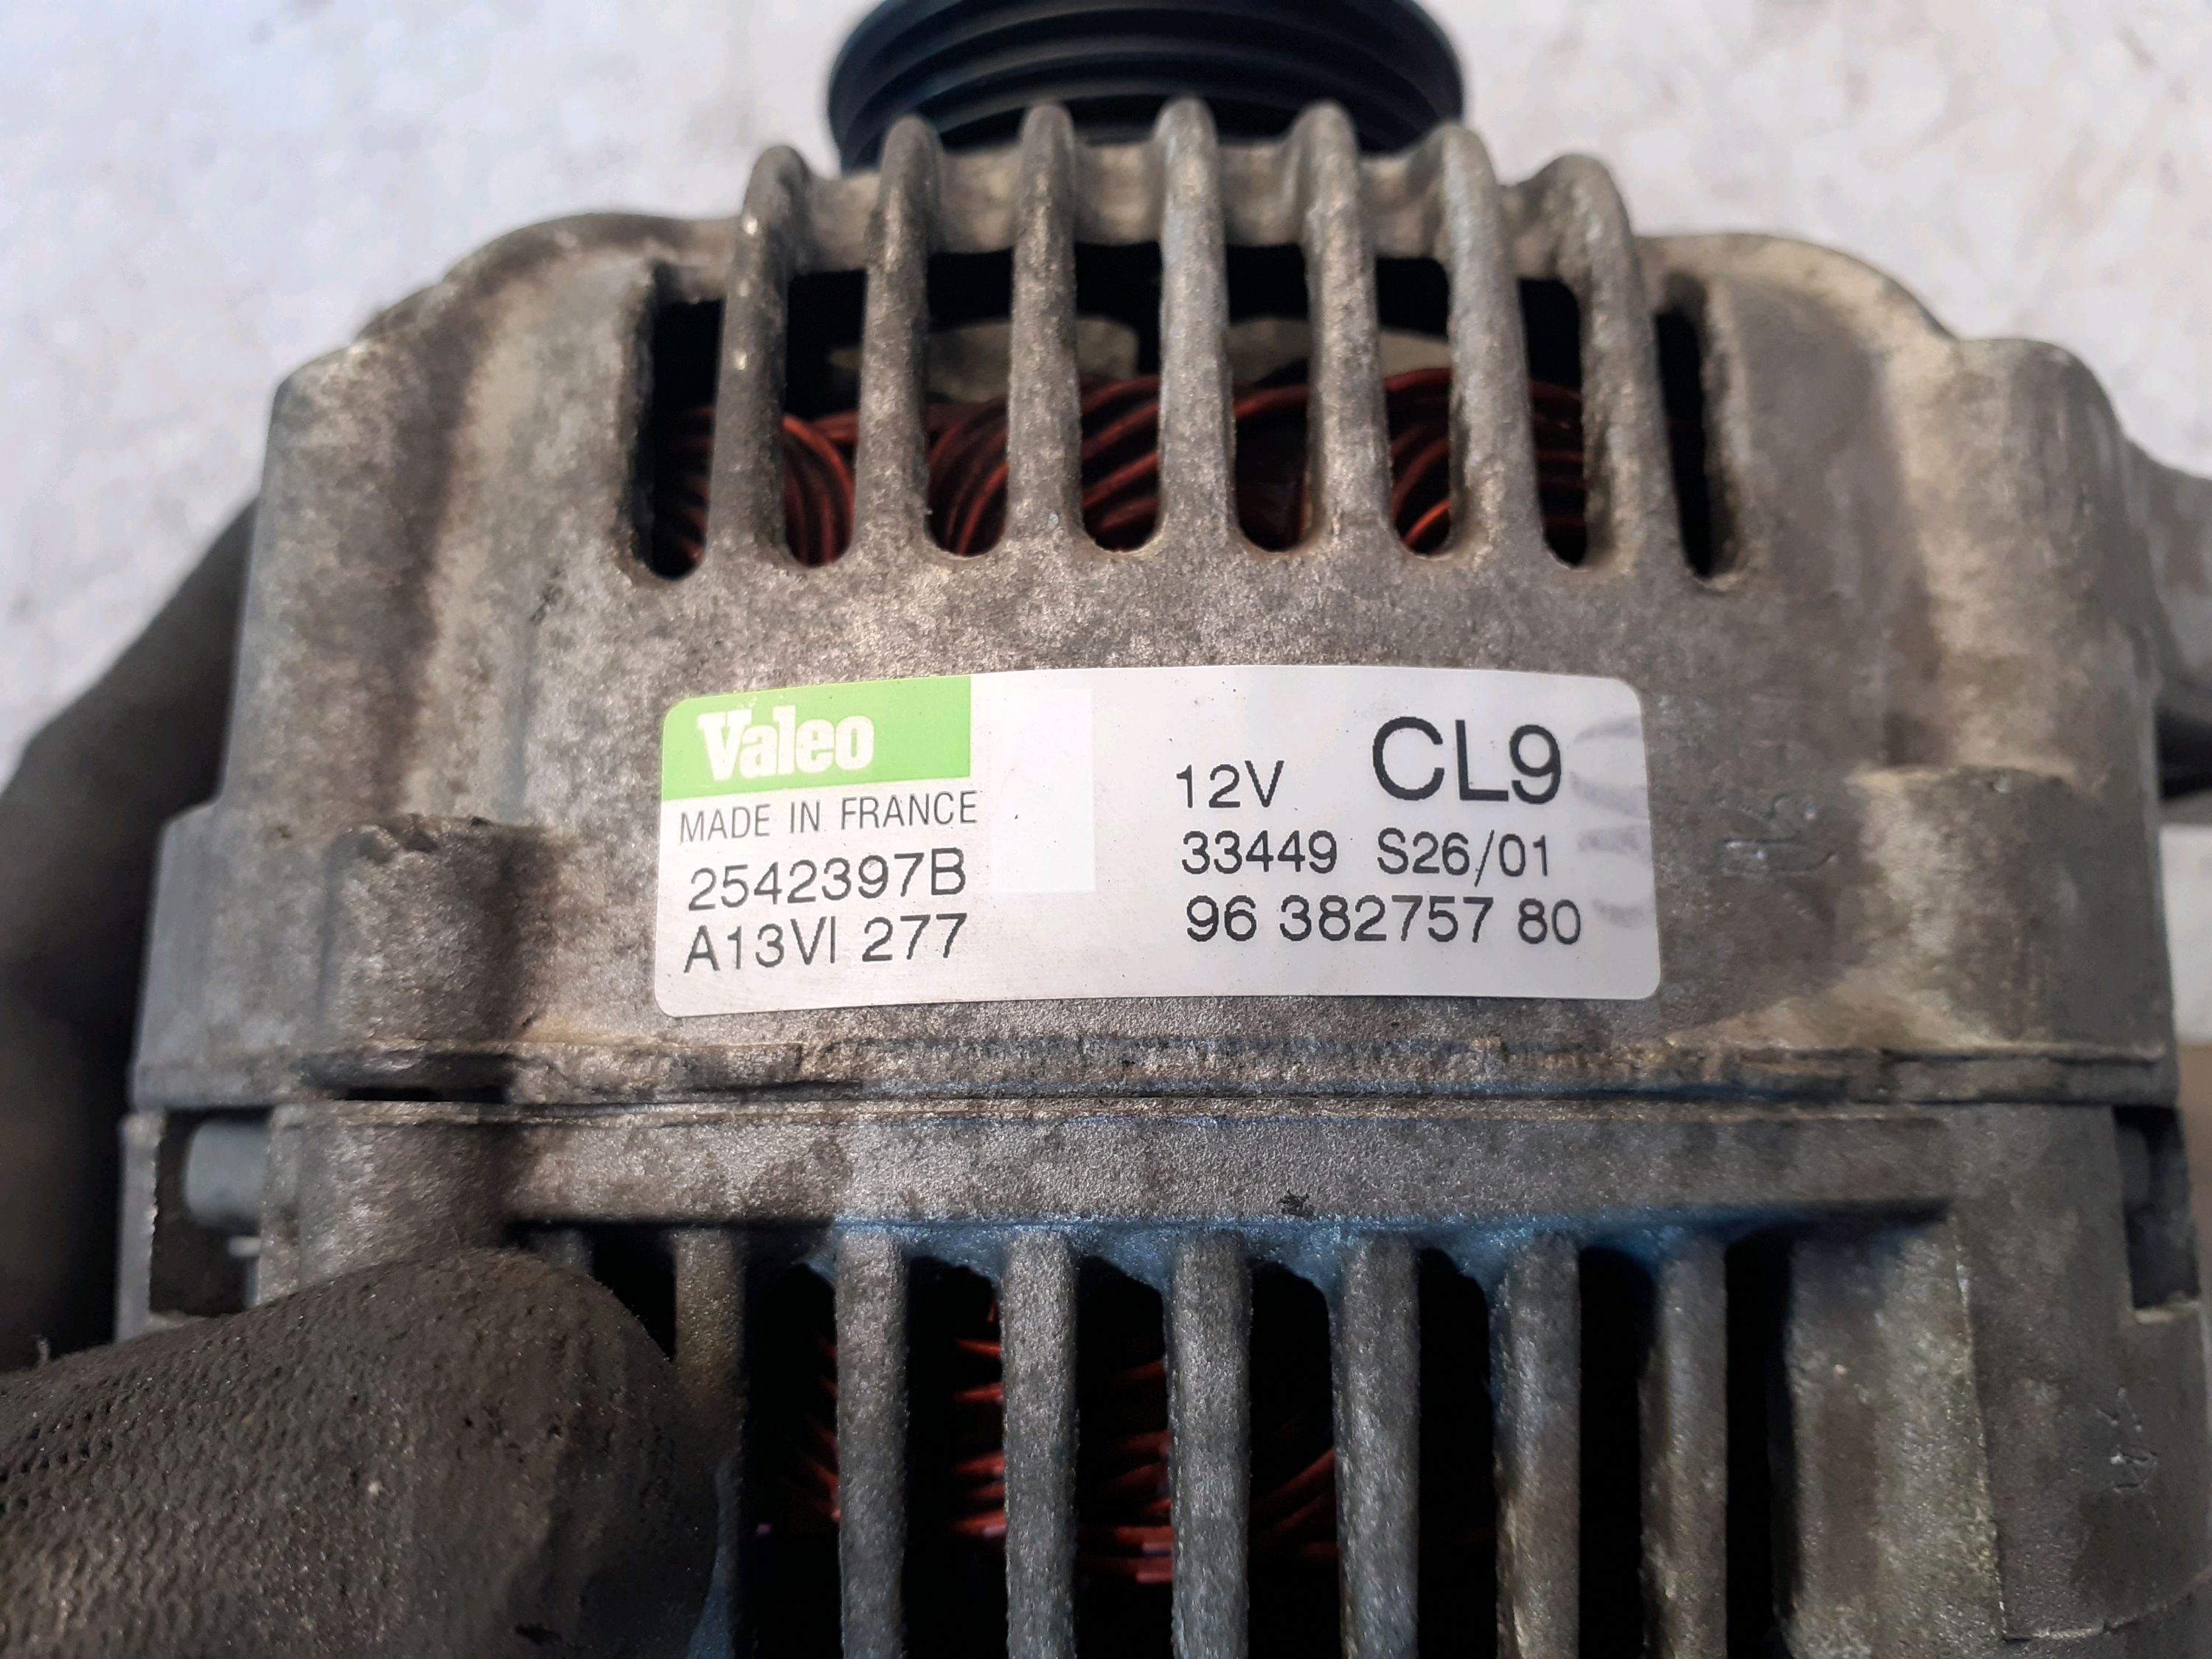 Valeo
MADE IN FRANCE
2542397B
A13VI 277
12V CL9
33449 S26/01
96 382757 80